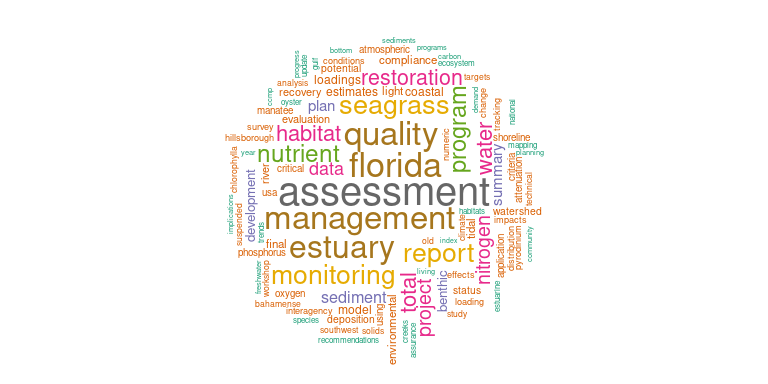 sediments
bottom
atmospheric
programs
progress
update
gulf
conditions
compliance
carbon
ecosystem
potential
analysis
loadings
restoration
targets
ccmp
recovery
estimates
light
coastal
oyster
manatee
plan
seagrass
program
demand
change
tracking
national
evaluation
survey
hillsborough
habitat
quality
numeric
water
shoreline
mapping
year
nutrient
planning
chlorophylla
river
critical
data
florida
summary
criteria
attenuation
technical
development
usa
assessment
implications
suspended
trends
management
habitats
watershed
impacts
climate
tidal
nitrogen
final
phosphorus
estuary
old
index
report
application
distribution
pyrodinium
community
freshwater
workshop
monitoring
living
effects
total
project
benthic
status
estuarine
oxygen
bahamense
sediment
loading
interagency
model
using
environmental
study
species
deposition
southwest
solids
creeks
assurance
recommendations